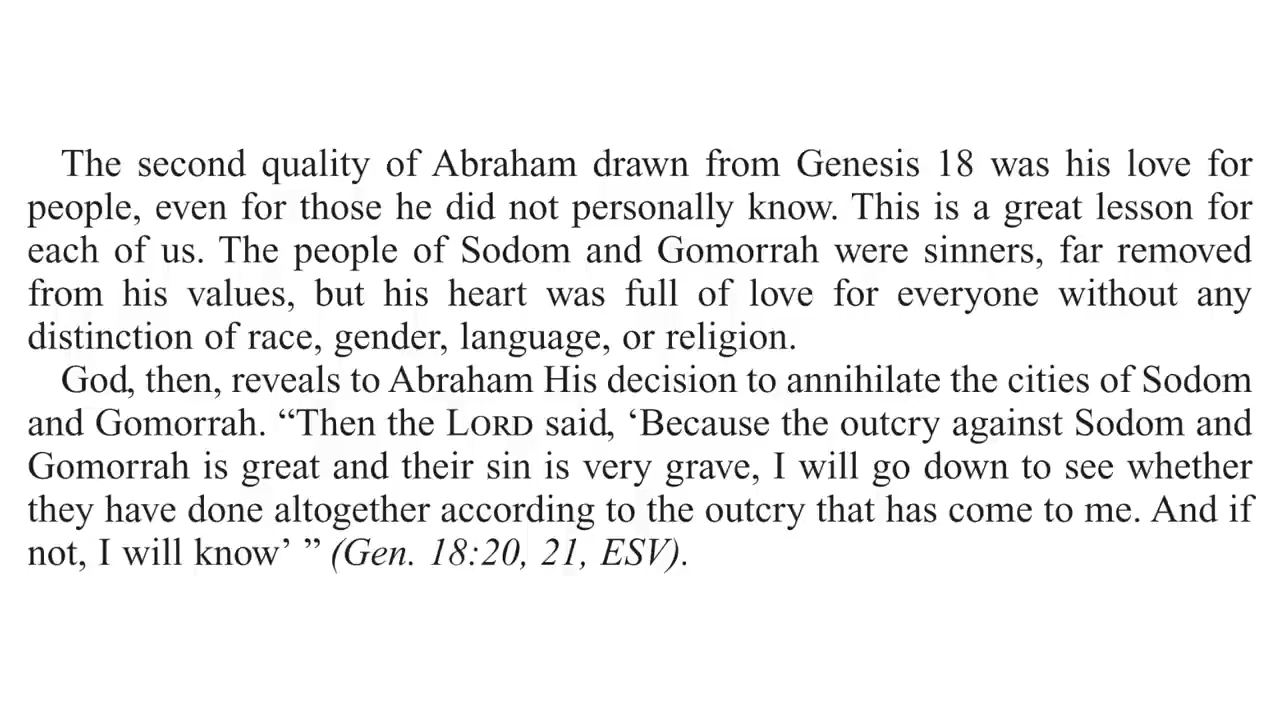 The second quality of Abraham drawn from Genesis 18 was his love for
people, even for those he did not personally know. This is a great lesson for
each of us. The people of Sodom and Gomorrah were sinners, far removed
from his values, but his heart was full of love for everyone without any
distinction of race, gender, language, or religion.
God, then, reveals to Abraham His decision to annihilate the cities of Sodom
and Gomorrah. “Then the LORD said, ‘Because the outcry against Sodom and
Gomorrah is great and their sin is very grave, I will go down to see whether
they have done altogether according to the outcry that has come to me. And if
not, I will know’ ” (Gen. 18:20, 21, ESV).